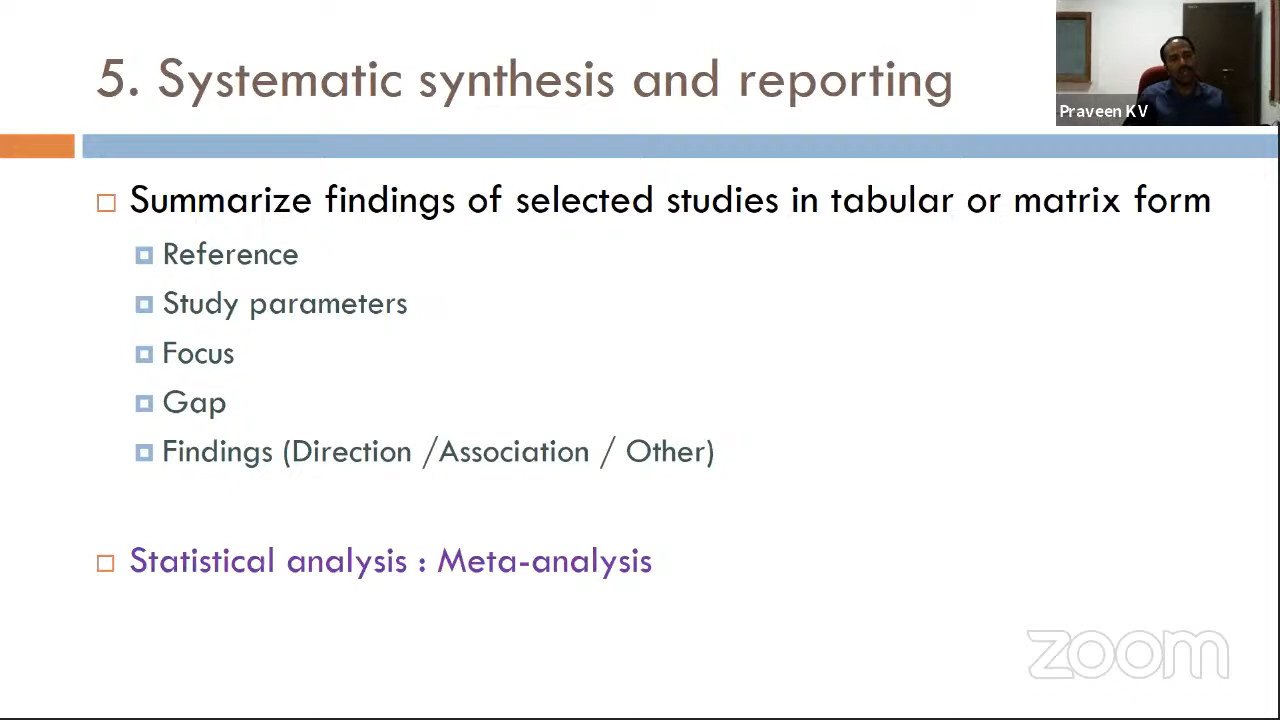 5. Systematic synthesis and reporting
Praveen K V
Summarize findings of selected studies in tabular or matrix form
Reference
Study parameters
Focus
Gap
Findings (Direction /Association / Other)
Statistical analysis : Meta-analysis
zoom